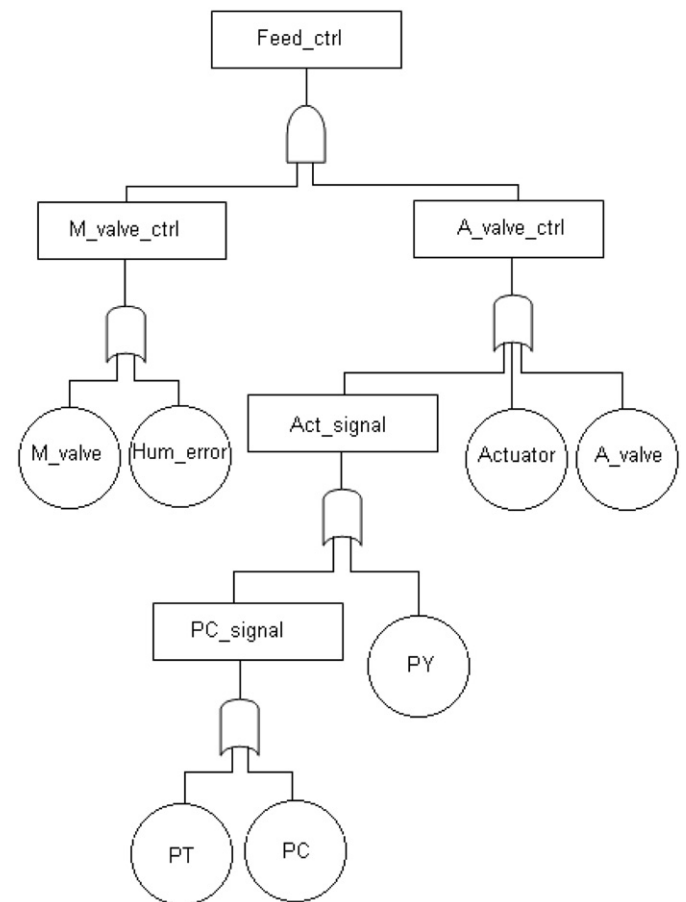 Feed_ctrl
M_valve_ctrl
A_valve_ctrl
M_valve
Hum_error
Act_signal
Actuator
A_valve
PC_signal
PY
PT
PC